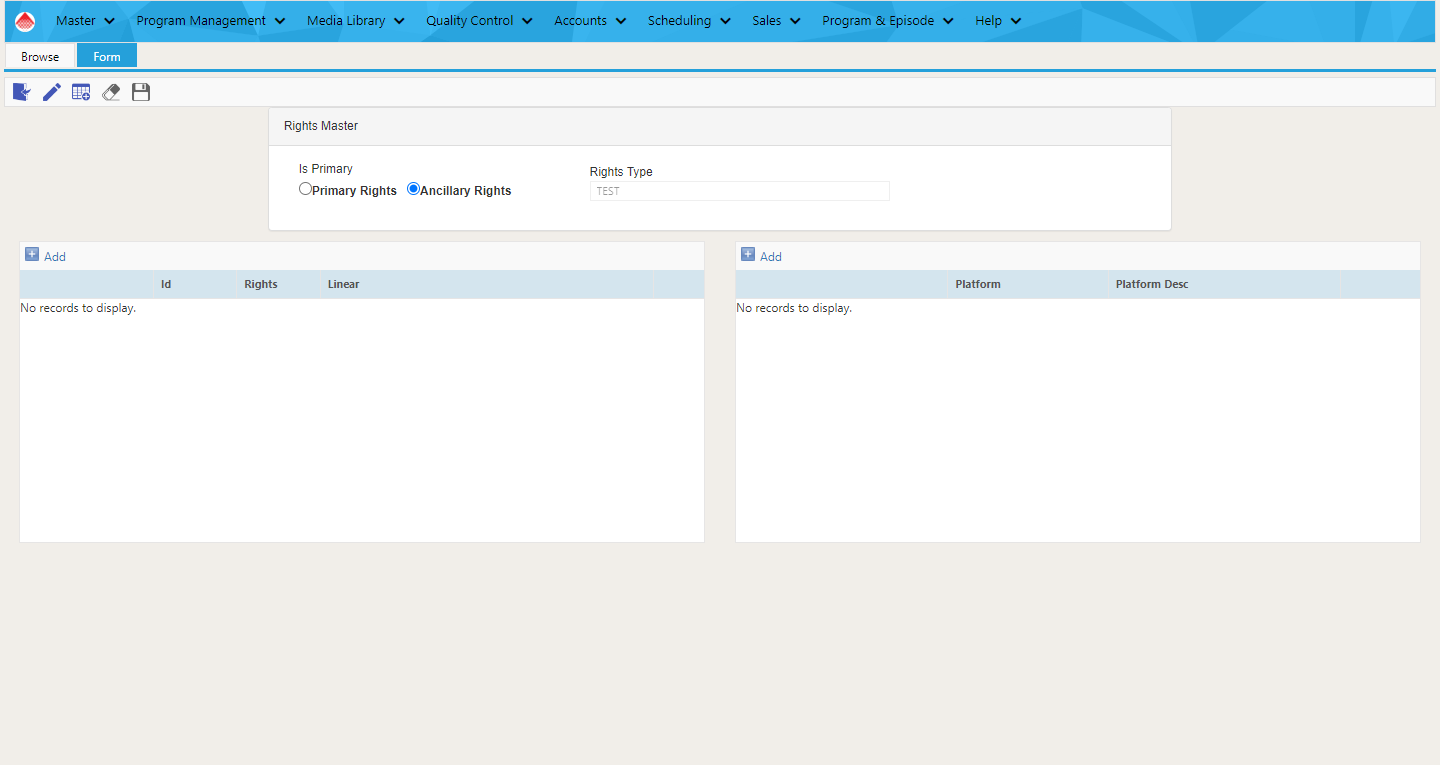 Master Program Management Media Library Quality Control Accounts Scheduling Sales Program & Episode Help
Browse Form
Rights Master
Is Primary
Rights Type
Primary Rights Ancillary Rights
TEST
Add
Id Rights Linear
No records to display.
Add
Platform Platform Desc
No records to display.